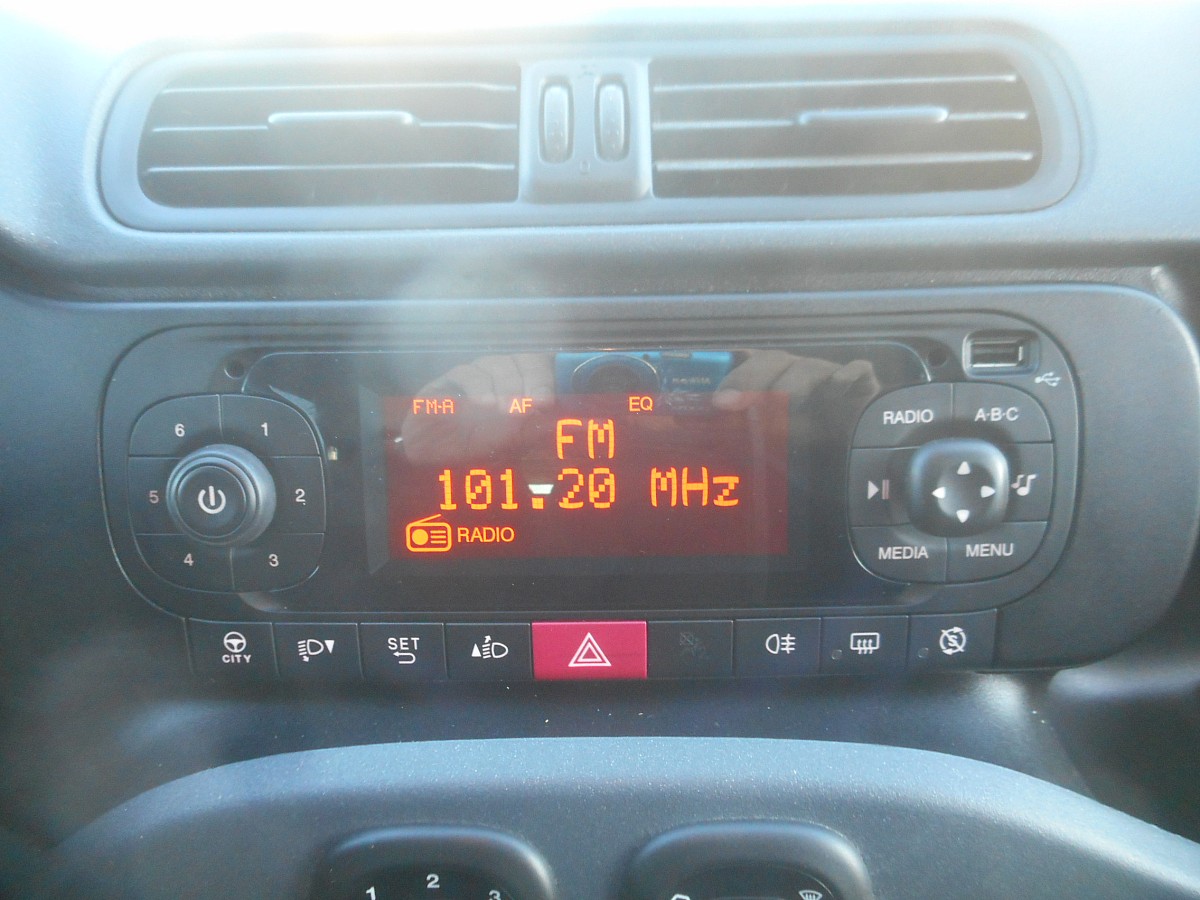 FM-A AF EQ
FM
101.20 MHz
RADIO
6 1
5 2
4 3
RADIO A·B·C
MEDIA MENU
CITY
SET
S
1 2 3